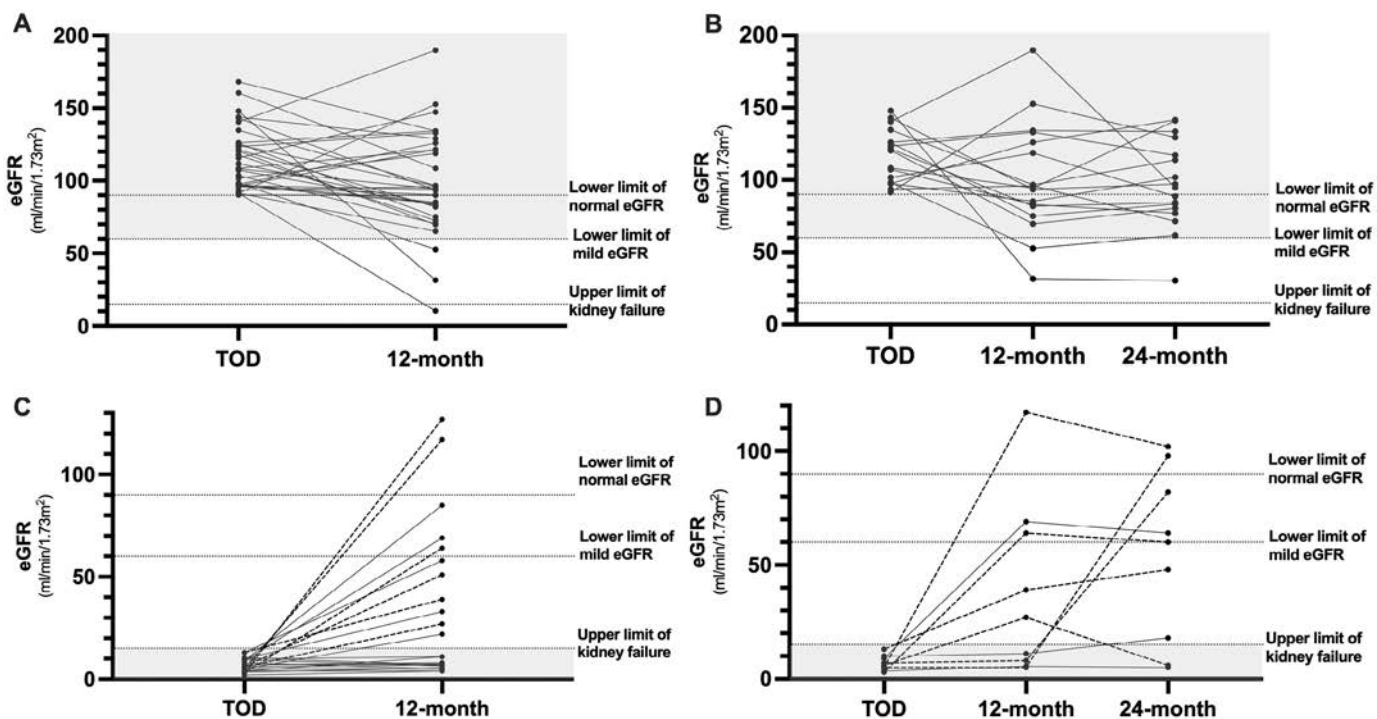 A
200
150
100
50
0
eGFR
(ml/min/1.73m²)
Lower limit of
normal eGFR
Lower limit of
mild eGFR
Upper limit of
kidney failure
TOD
12-month
B
200
150
100
50
0
eGFR
(ml/min/1.73m²)
Lower limit of
normal eGFR
Lower limit of
mild eGFR
Upper limit of
kidney failure
TOD
12-month
24-month
C
100
50
0
eGFR
(ml/min/1.73m²)
Lower limit of
normal eGFR
Lower limit of
mild eGFR
Upper limit of
kidney failure
TOD
12-month
D
100
50
0
eGFR
(ml/min/1.73m²)
Lower limit of
normal eGFR
Lower limit of
mild eGFR
Upper limit of
kidney failure
TOD
12-month
24-month